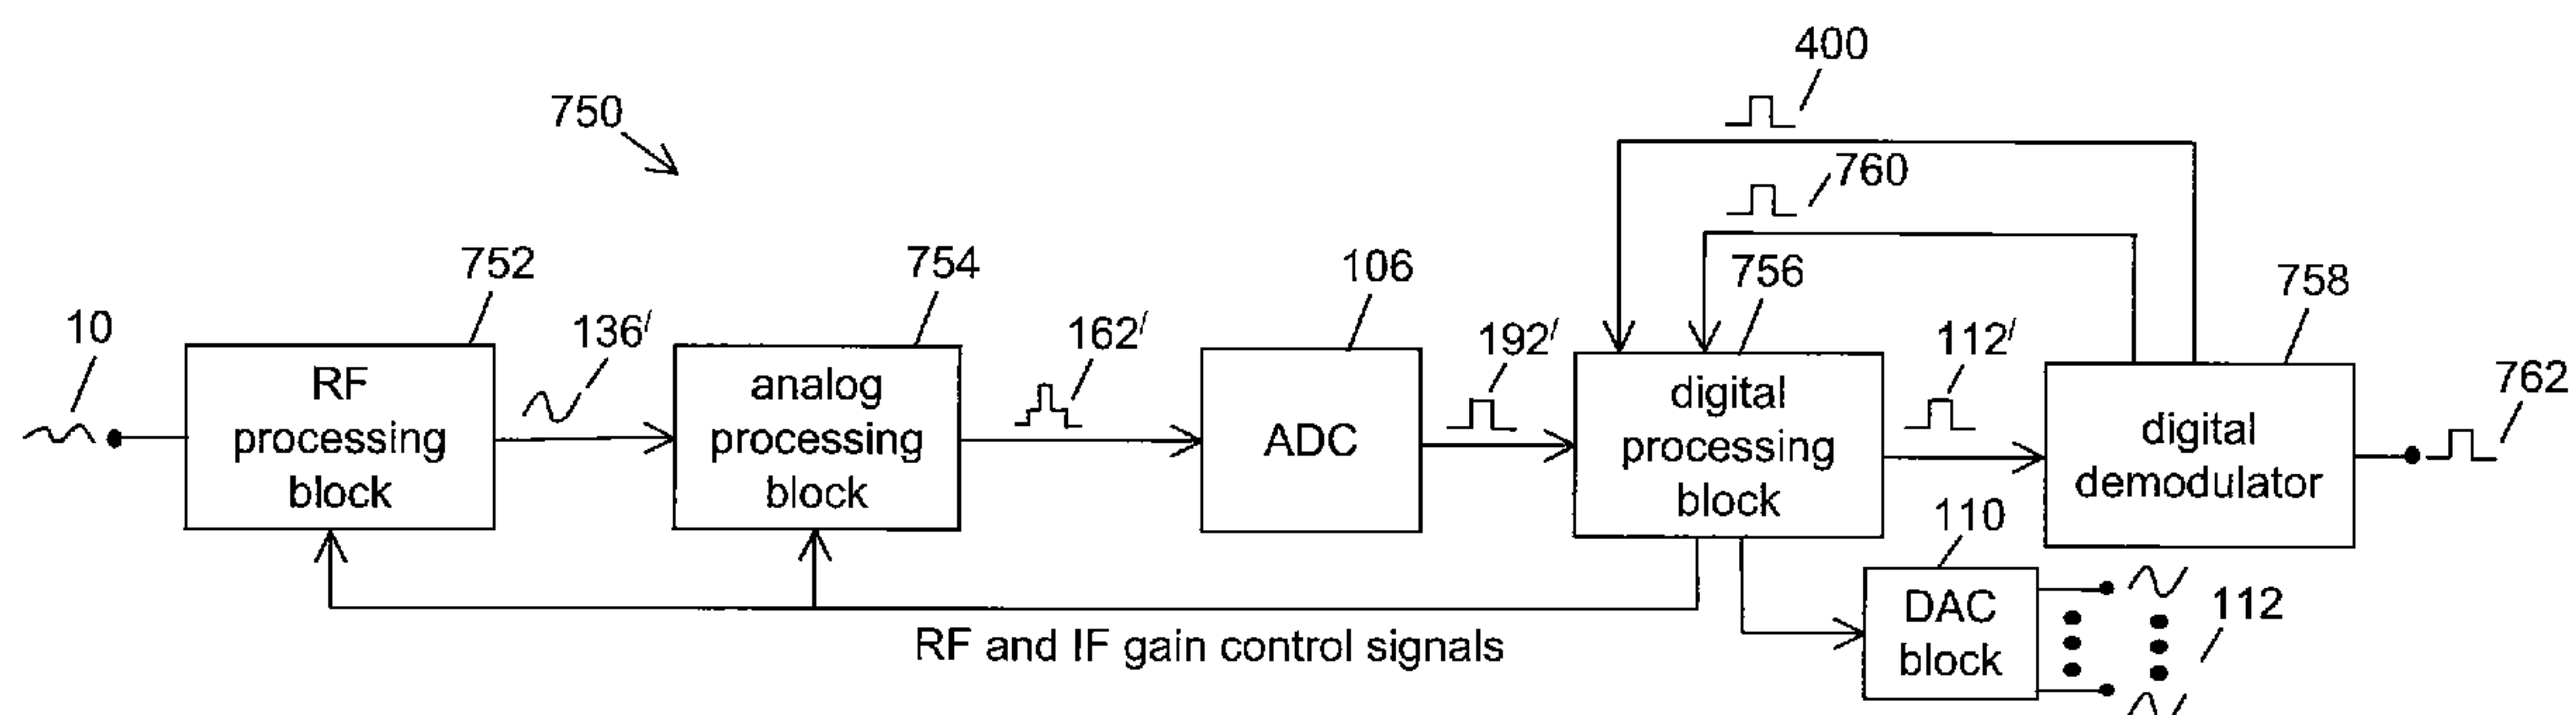 400
750
760
752
754
106
756
758
10
136/
162/
192/
112/
762
RF
processing
block
analog
processing
block
ADC
digital
processing
block
digital
demodulator
110
DAC
block
112
RF and IF gain control signals